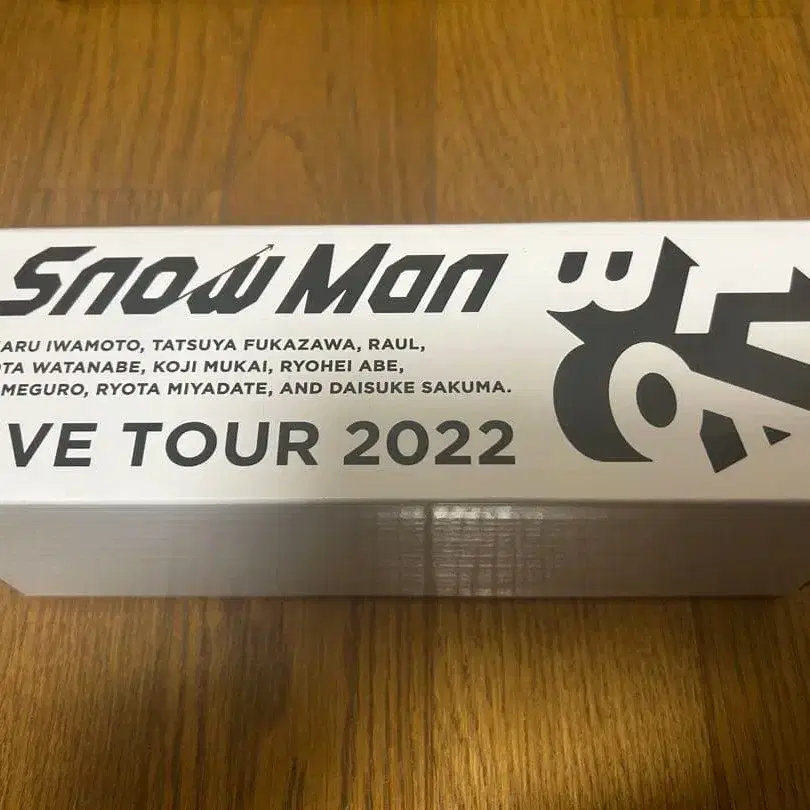 Snow Man
ARU IWAMOTO, TATSUYA FUKAZAWA, RAUL,
OTA WATANABE, KOJI MUKAI, RYOHEI ABE,
MEGURO, RYOTA MIYADATE, AND DAISUKE SAKUMA.
VE TOUR 2022